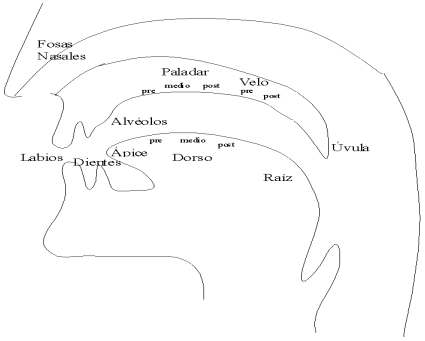 Fosas
Nasales
Paladar
Velo
pre medio post pre post
Alvéolos
Úvula
Labios
Dientes
Ápice
pre medio post
Dorso
Raíz